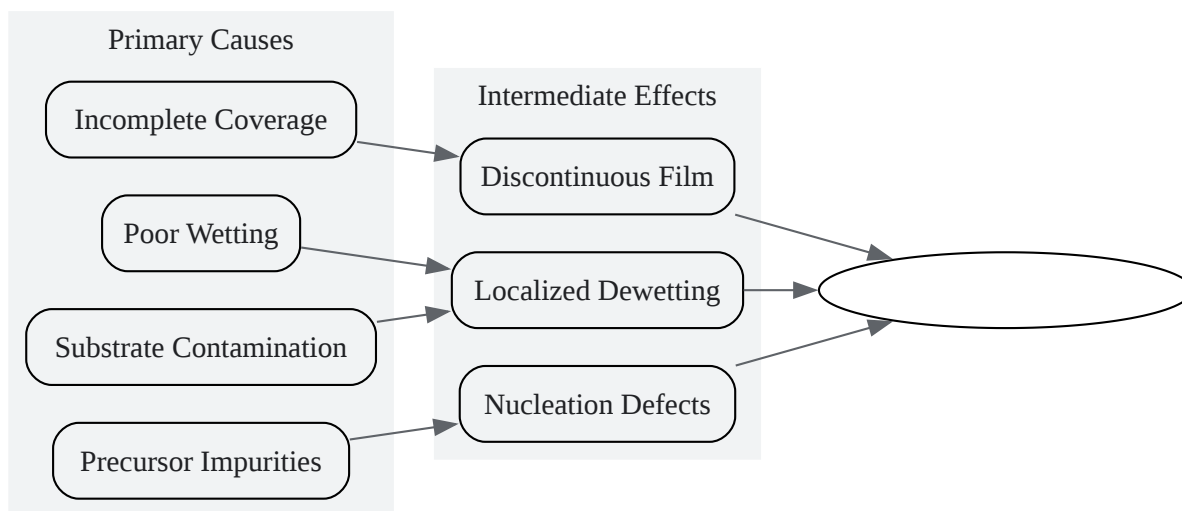 Primary Causes
Incomplete Coverage
Poor Wetting
Substrate Contamination
Precursor Impurities
Intermediate Effects
Discontinuous Film
Localized Dewetting
Nucleation Defects